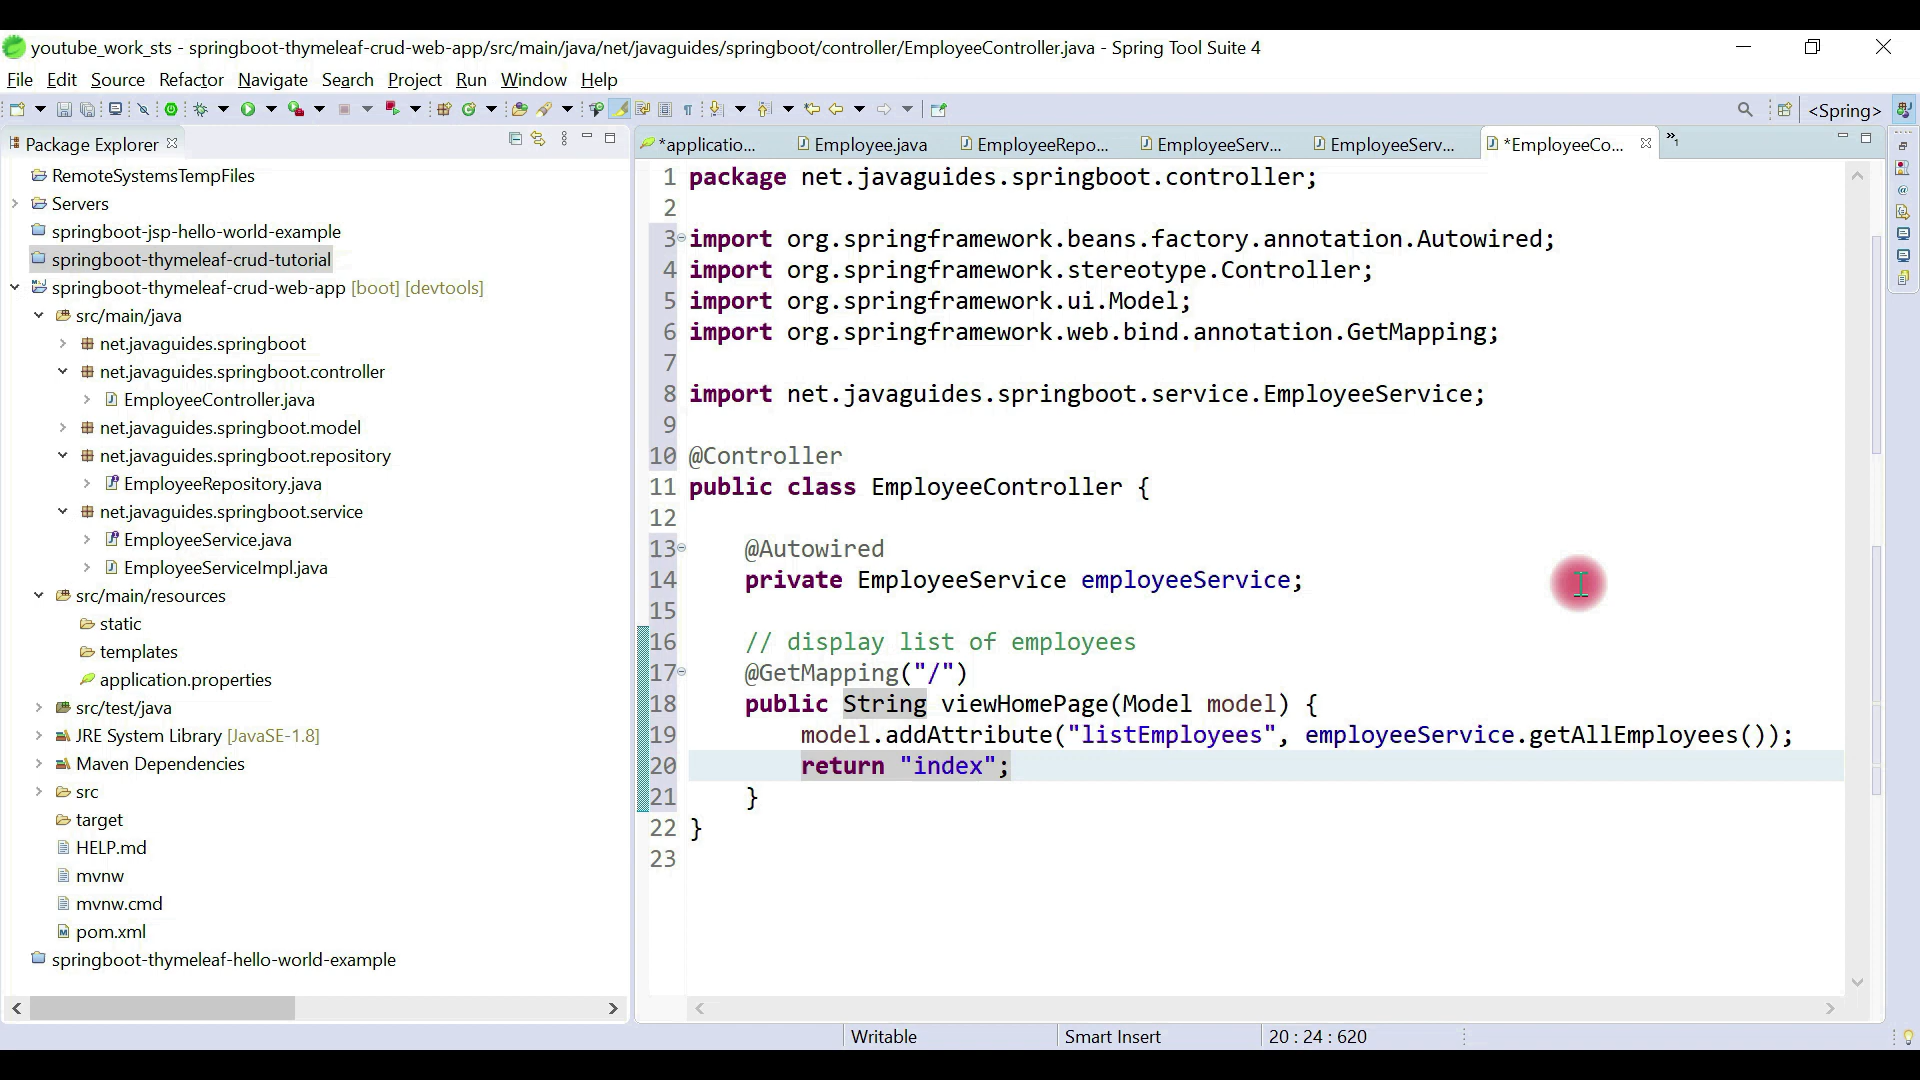 youtube_work_sts - springboot-thymeleaf-crud-web-app/src/main/java/net/javaguides/springboot/controller/EmployeeController.java - Spring Tool Suite 4
File Edit Source Refactor Navigate Search Project Run Window Help
<Spring>
Package Explorer
RemoteSystemsTempFiles
Servers
springboot-jsp-hello-world-example
springboot-thymeleaf-crud-tutorial
springboot-thymeleaf-crud-web-app [boot] [devtools]
src/main/java
net.javaguides.springboot
net.javaguides.springboot.controller
EmployeeController.java
net.javaguides.springboot.model
net.javaguides.springboot.repository
EmployeeRepository.java
net.javaguides.springboot.service
EmployeeService.java
EmployeeServiceImpl.java
src/main/resources
static
templates
application.properties
src/test/java
JRE System Library [JavaSE-1.8]
Maven Dependencies
src
target
HELP.md
mvnw
mvnw.cmd
pom.xml
springboot-thymeleaf-hello-world-example
*applicatio... Employee.java EmployeeRepo... EmployeeServ... EmployeeServ... *EmployeeCo... »1
1 package net.javaguides.springboot.controller;
2
3 import org.springframework.beans.factory.annotation.Autowired;
4 import org.springframework.stereotype.Controller;
5 import org.springframework.ui.Model;
6 import org.springframework.web.bind.annotation.GetMapping;
7
8 import net.javaguides.springboot.service.EmployeeService;
9
10 @Controller
11 public class EmployeeController {
12
13 @Autowired
14 private EmployeeService employeeService;
15
16 // display list of employees
17 @GetMapping("/")
18 public String viewHomePage(Model model) {
19 model.addAttribute("listEmployees", employeeService.getAllEmployees());
20 return "index";
21 }
22 }
23
Writable Smart Insert 20 : 24 : 620